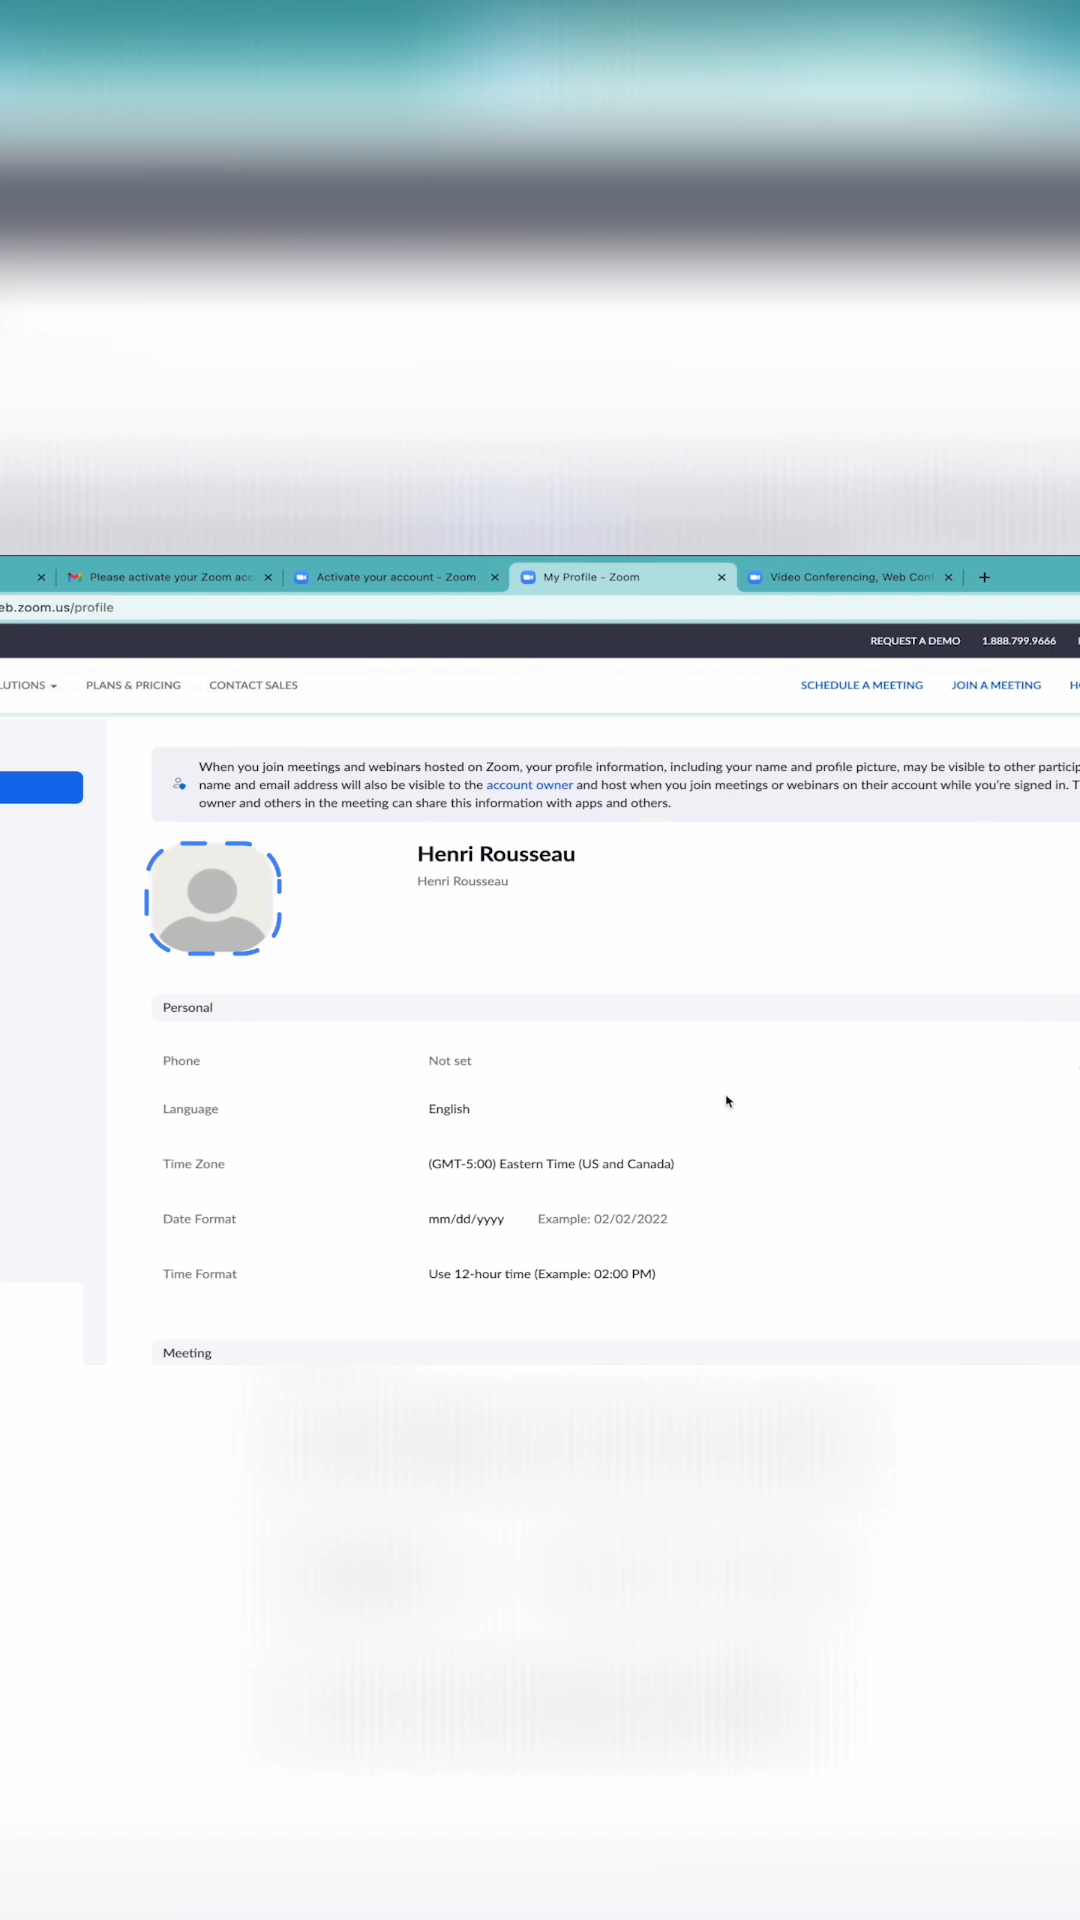 Please activate your Zoom acc
Activate your account - Zoom
My Profile - Zoom
Video Conferencing, Web Conf
eb.zoom.us/profile
REQUEST A DEMO 1.888.799.9666
LUTIONS PLANS & PRICING CONTACT SALES SCHEDULE A MEETING JOIN A MEETING HO
When you join meetings and webinars hosted on Zoom, your profile information, including your name and profile picture, may be visible to other particip
name and email address will also be visible to the account owner and host when you join meetings or webinars on their account while you're signed in. T
owner and others in the meeting can share this information with apps and others.
Henri Rousseau
Henri Rousseau
Personal
Phone Not set
Language English
Time Zone (GMT-5:00) Eastern Time (US and Canada)
Date Format mm/dd/yyyy Example: 02/02/2022
Time Format Use 12-hour time (Example: 02:00 PM)
Meeting